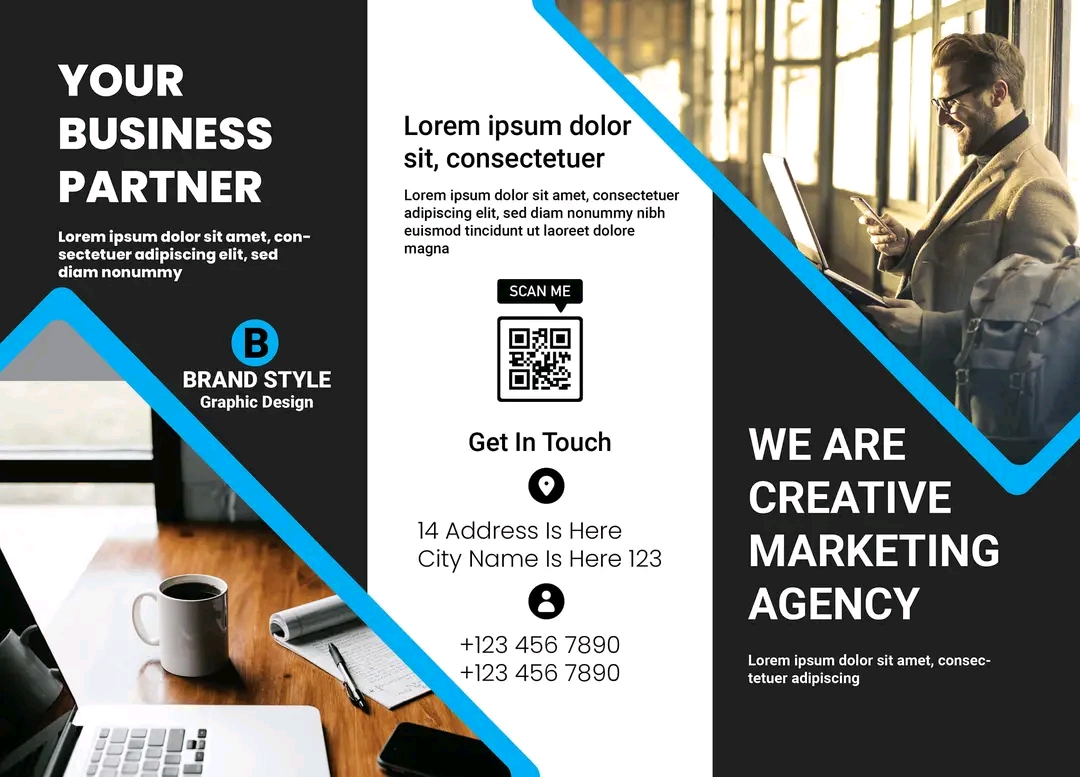 YOUR
BUSINESS
PARTNER
Lorem ipsum dolor sit amet, con-
sectetuer adipiscing elit, sed
diam nonummy
B
BRAND STYLE
Graphic Design
Lorem ipsum dolor
sit, consectetuer
Lorem ipsum dolor sit amet, consectetuer
adipiscing elit, sed diam nonummy nibh
euismod tincidunt ut laoreet dolore
magna
SCAN ME
Get In Touch
14 Address Is Here
City Name Is Here 123
+123 456 7890
+123 456 7890
WE ARE
CREATIVE
MARKETING
AGENCY
Lorem ipsum dolor sit amet, consec-
tetuer adipiscing